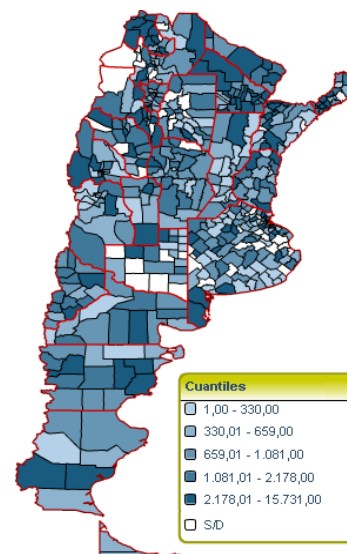 Cuantiles
1,00 - 330,00
330,01 - 659,00
659,01 - 1.081,00
1.081,01 - 2.178,00
2.178,01 - 15.731,00
S/D